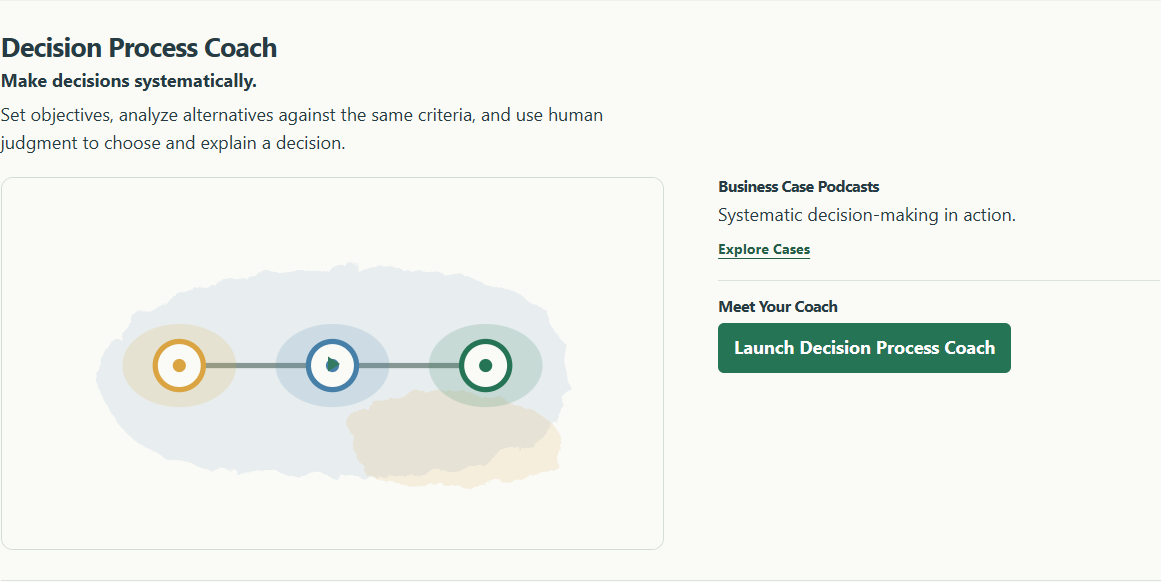 Decision Process Coach
Make decisions systematically.
Set objectives, analyze alternatives against the same criteria, and use human
judgment to choose and explain a decision.
Business Case Podcasts
Systematic decision-making in action.
Explore Cases
Meet Your Coach
Launch Decision Process Coach